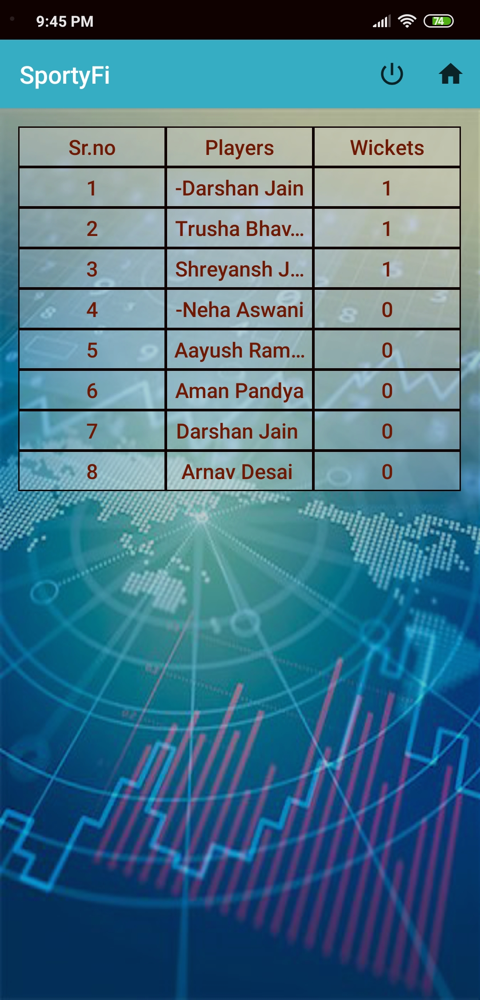 9:45 PM
74
SportyFi
Sr.no Players Wickets
1 -Darshan Jain 1
2 Trusha Bhav... 1
3 Shreyansh J... 1
4 -Neha Aswani 0
5 Aayush Ram... 0
6 Aman Pandya 0
7 Darshan Jain 0
8 Arnav Desai 0